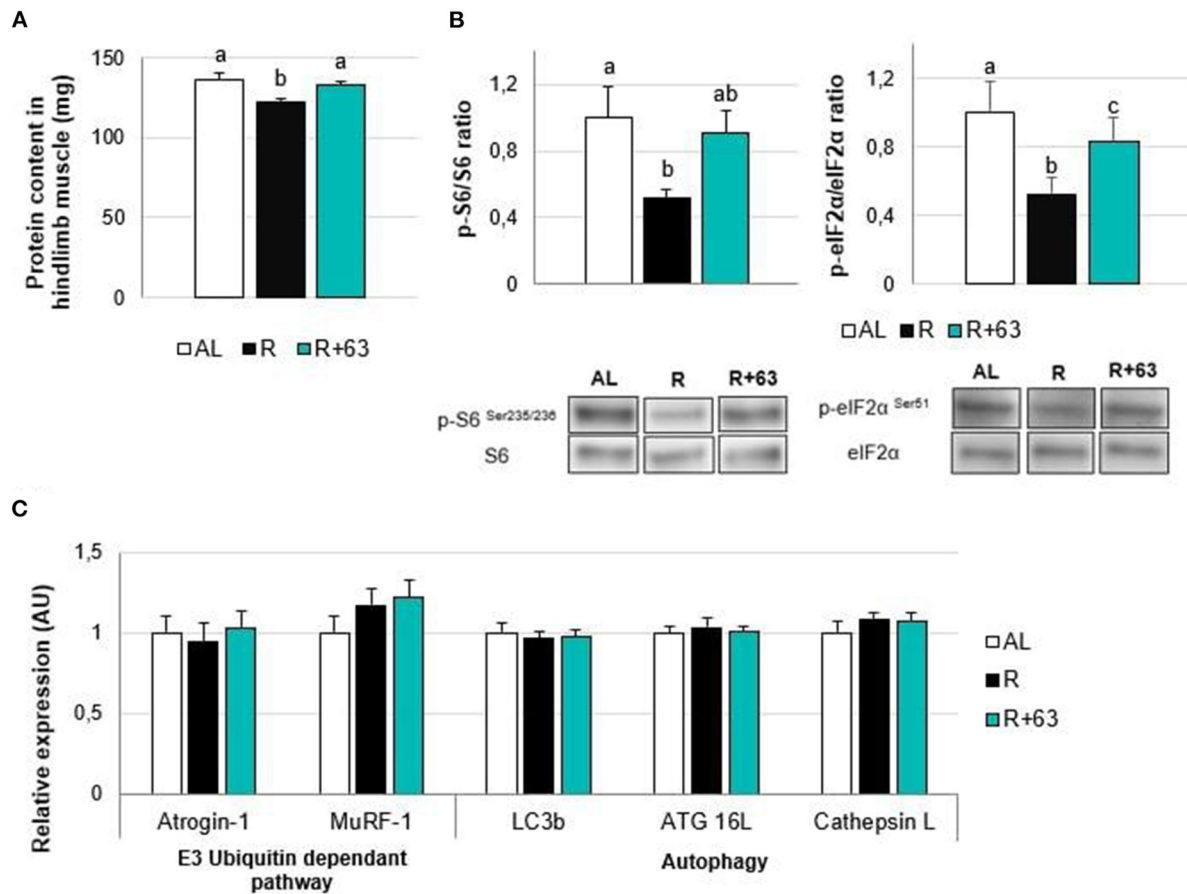 A
Protein content in
hindlimb muscle (mg)
150
100
50
0
a
b
a
AL
R
R+63
B
p-S6/S6 ratio
1,2
0,8
0,4
0
a
b
ab
p-eIF2α/eIF2α ratio
1,2
0,8
0,4
0
a
b
c
AL
R
R+63
AL
R
R+63
p-S6 Ser235/236
S6
AL
R
R+63
p-eIF2α Ser51
eIF2α
C
Relative expression (AU)
1,5
1
0,5
0
Atrogin-1
MuRF-1
LC3b
ATG 16L
Cathepsin L
E3 Ubiquitin dependant
pathway
Autophagy
AL
R
R+63